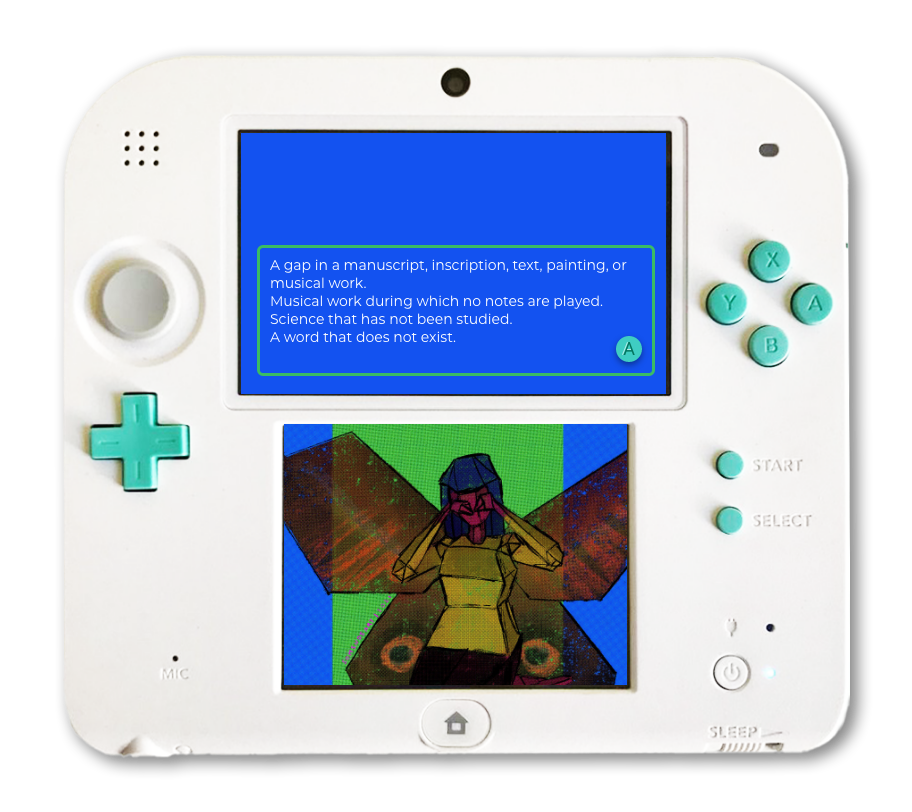 A gap in a manuscript, inscription, text, painting, or
musical work.
Musical work during which no notes are played.
Science that has not been studied.
A word that does not exist.
A
X
Y
A
B
START
SELECT
MIC
SLEEP